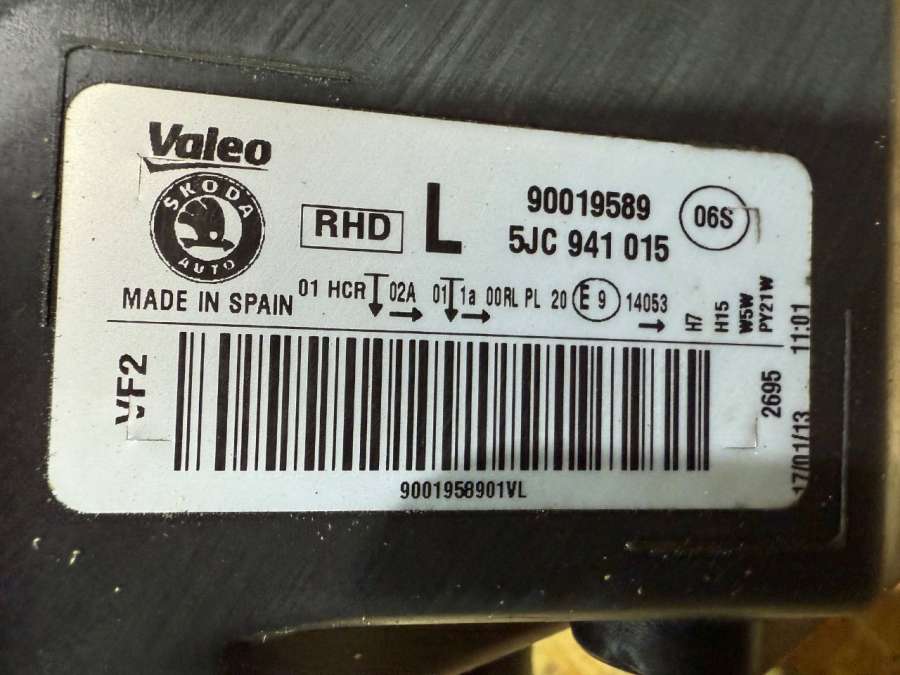 Valeo
ŠKODA
AUTO
RHD L
90019589
5JC 941 015
06S
MADE IN SPAIN
01 HCR 02A 01 1a 00RL PL 20 E 9 14053
H7
H15
W5W
PY21W
VF2
2695
17/01/13 11:01
9001958901VL